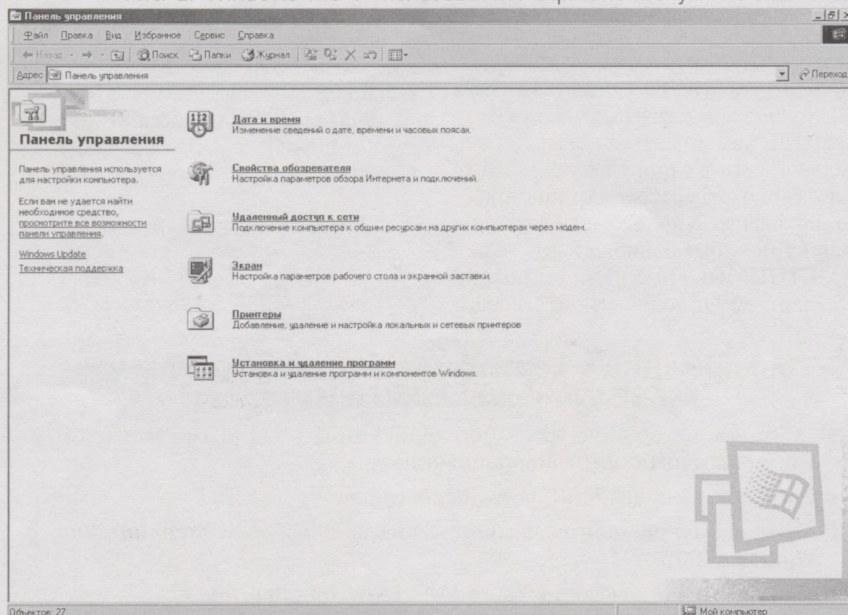 Панель управления
Файл Правка Вид Избранное Сервис Справка
Назад Поиск Папки Журнал
Адрес Панель управления Переход
Панель управления
Панель управления используется
для настройки компьютера.
Если вам не удается найти
необходимое средство,
просмотрите все возможности
панели управления.
Windows Update
Техническая поддержка
Дата и время
Изменение сведений о дате, времени и часовых поясах.
Свойства обозревателя
Настройка параметров обзора Интернета и подключений.
Удаленный доступ к сети
Подключение компьютера к общим ресурсам на других компьютерах через модем.
Экран
Настройка параметров рабочего стола и экранной заставки.
Принтеры
Добавление, удаление и настройка локальных и сетевых принтеров
Установка и удаление программ
Установка и удаление программ и компонентов Windows.
Объектов: 27
Мой компьютер